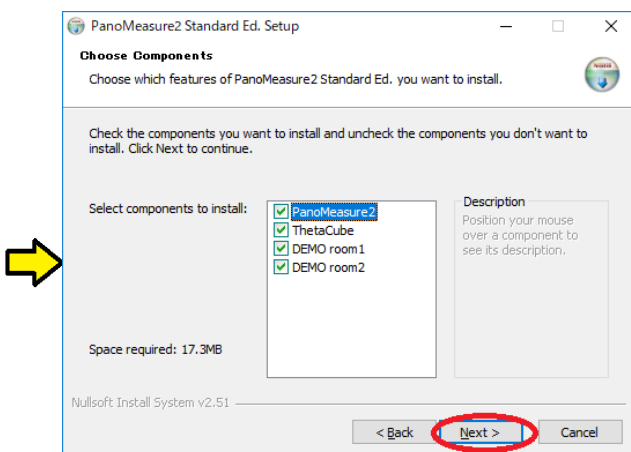 PanoMeasure2 Standard Ed. Setup
Choose Components
Choose which features of PanoMeasure2 Standard Ed. you want to install.
Check the components you want to install and uncheck the components you don't want to
install. Click Next to continue.
Select components to install:
PanoMeasure2
ThetaCube
DEMO room1
DEMO room2
Description
Position your mouse
over a component to
see its description.
Space required: 17.3MB
Nullsoft Install System v2.51
< Back
Next >
Cancel